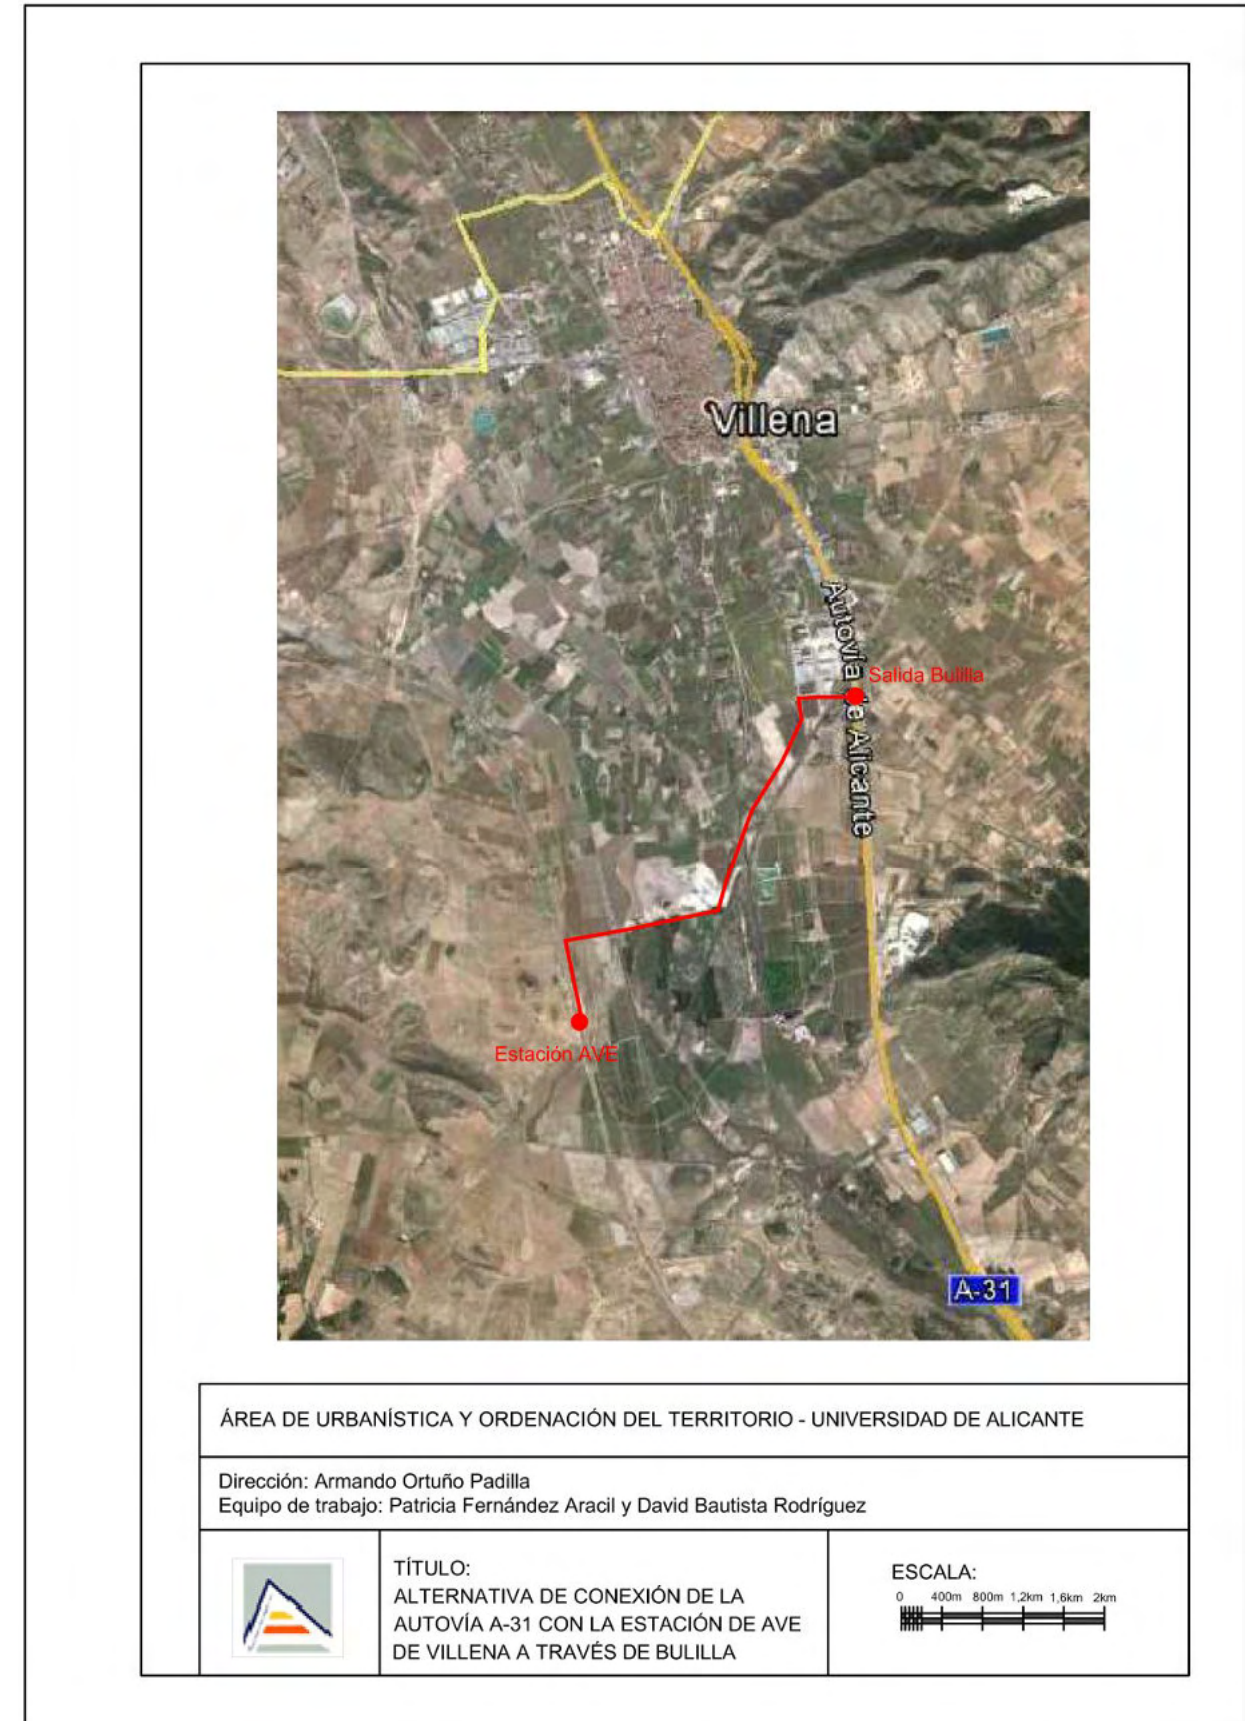 Villena
Autovía de Alicante
Salida Bulilla
Estación AVE
A-31
ÁREA DE URBANÍSTICA Y ORDENACIÓN DEL TERRITORIO - UNIVERSIDAD DE ALICANTE
Dirección: Armando Ortuño Padilla
Equipo de trabajo: Patricia Fernández Aracil y David Bautista Rodríguez
TÍTULO:
ALTERNATIVA DE CONEXIÓN DE LA
AUTOVÍA A-31 CON LA ESTACIÓN DE AVE
DE VILLENA A TRAVÉS DE BULILLA
ESCALA:
0 400m 800m 1,2km 1,6km 2km